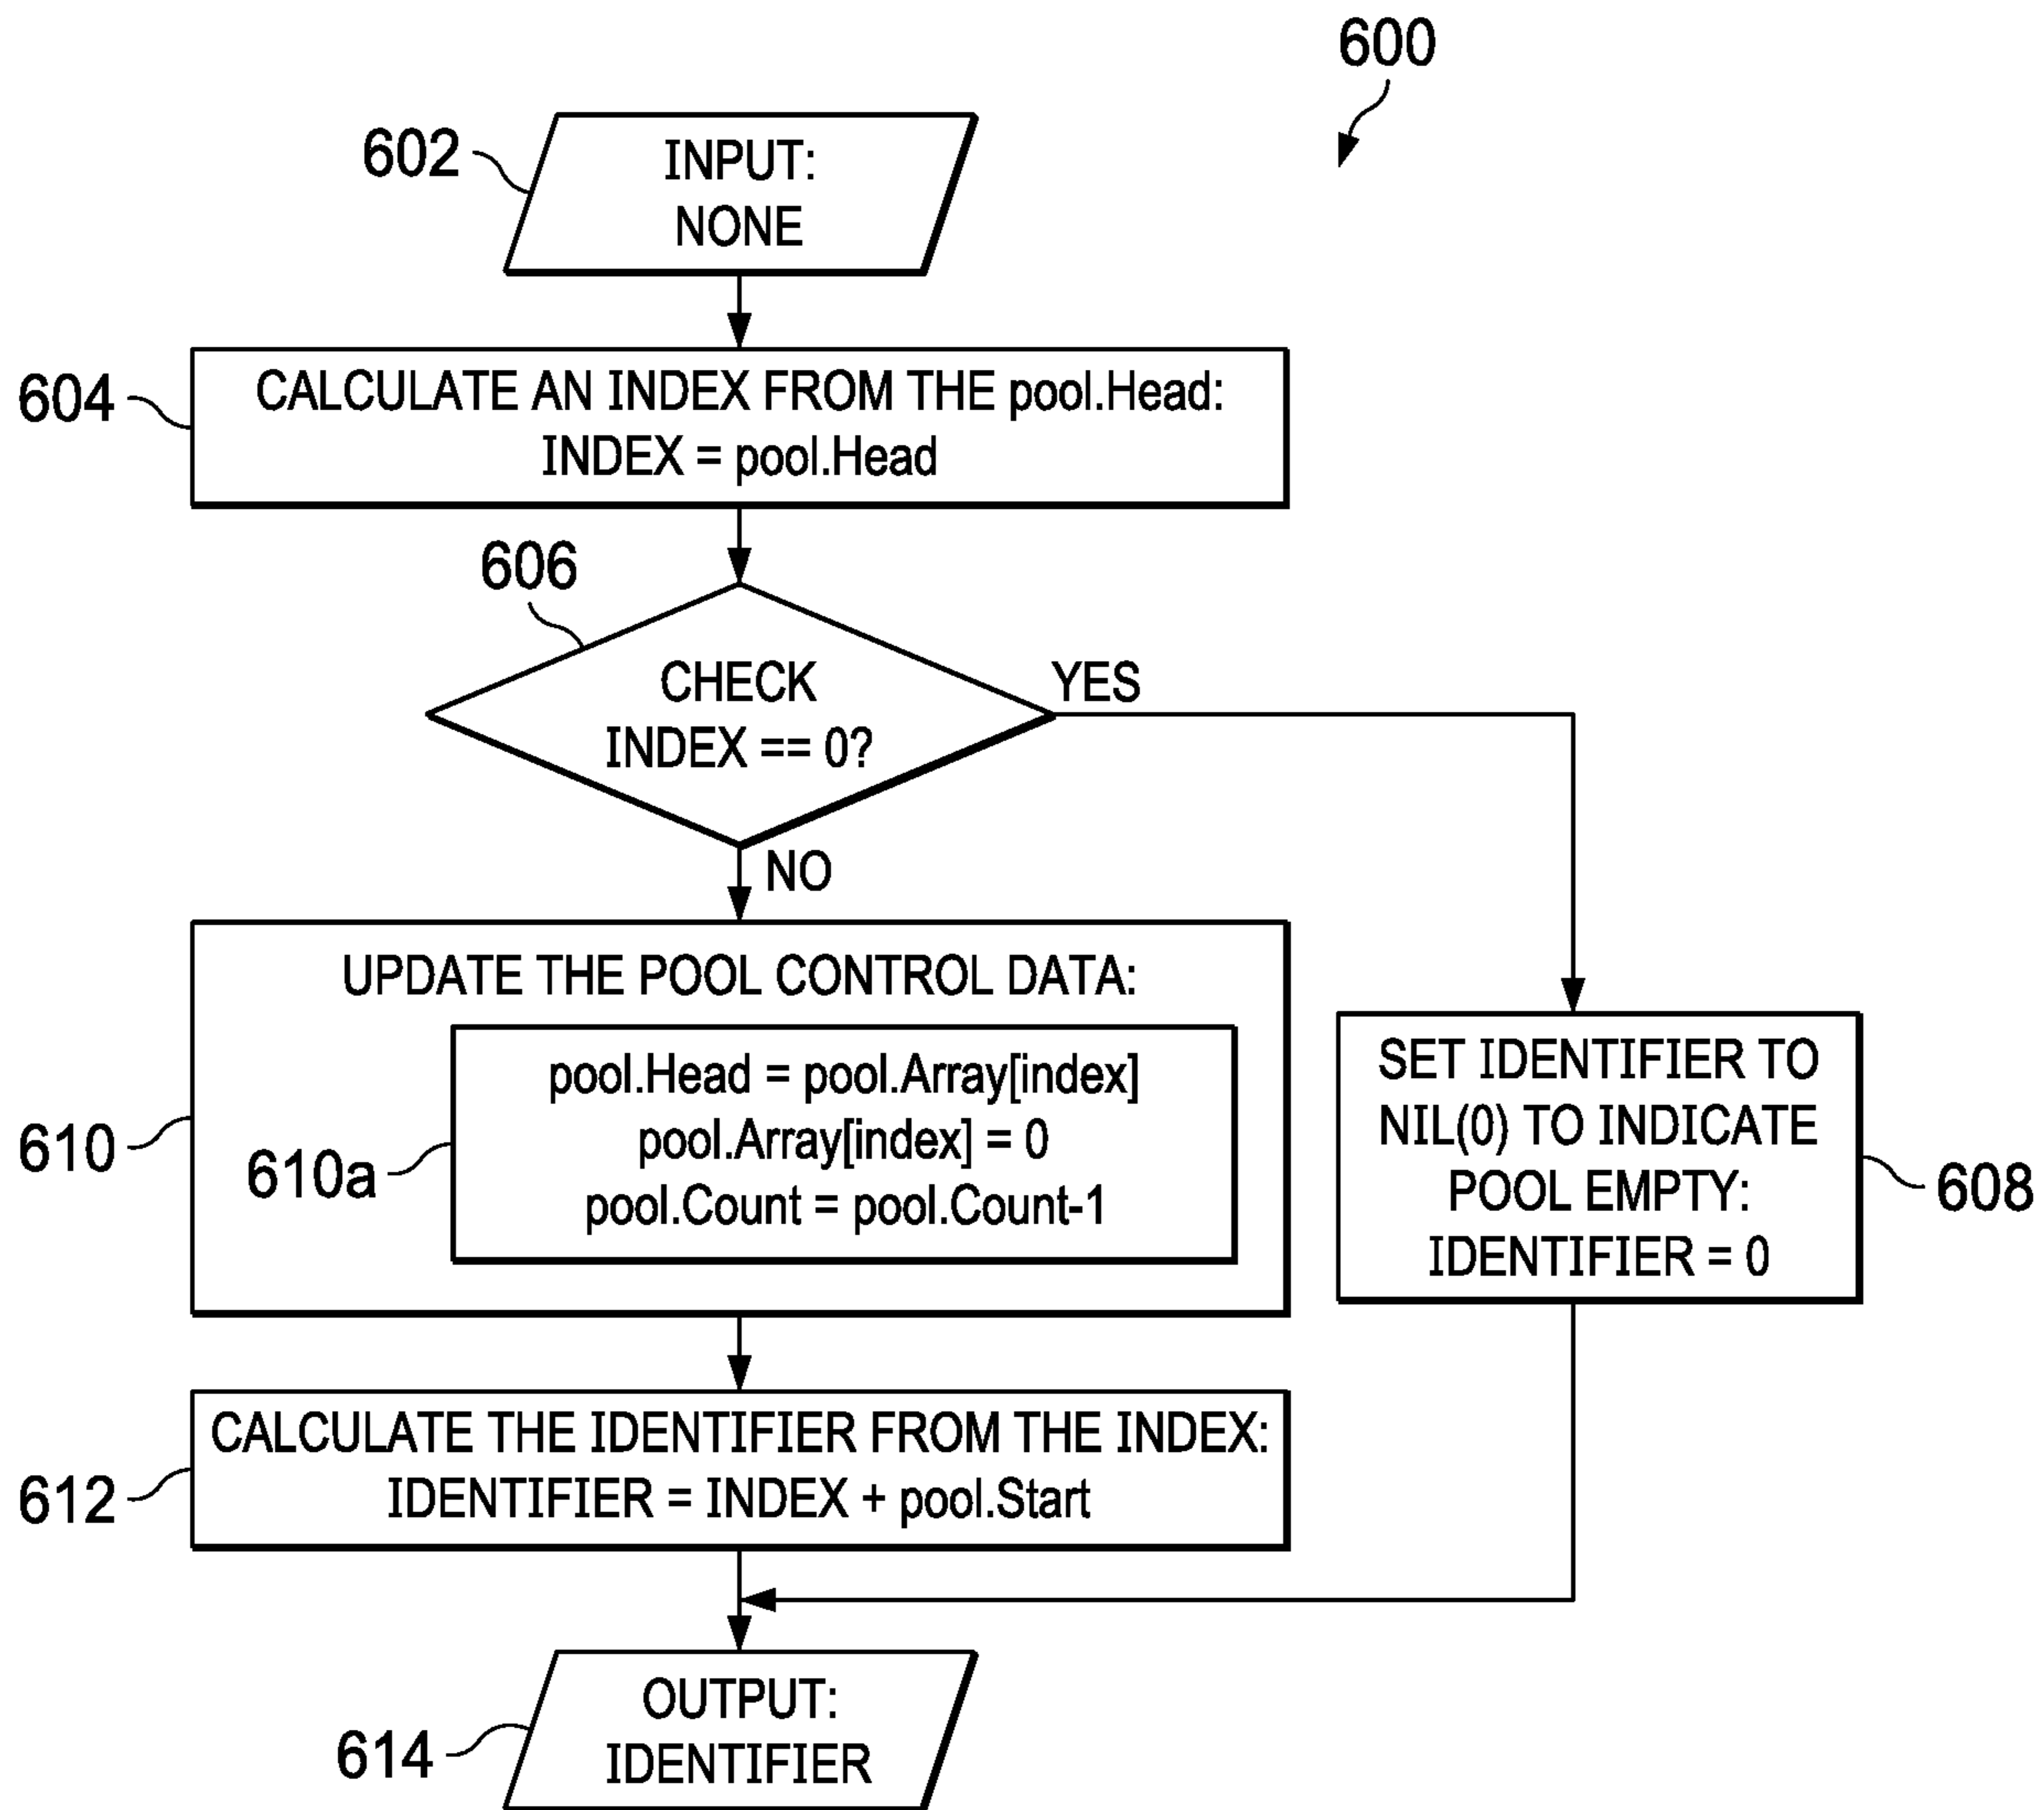 600
602
INPUT:
NONE
604
CALCULATE AN INDEX FROM THE pool.Head:
INDEX = pool.Head
606
CHECK
INDEX == 0?
YES
NO
610
UPDATE THE POOL CONTROL DATA:
610a
pool.Head = pool.Array[index]
pool.Array[index] = 0
pool.Count = pool.Count-1
SET IDENTIFIER TO
NIL(0) TO INDICATE
POOL EMPTY:
IDENTIFIER = 0
608
612
CALCULATE THE IDENTIFIER FROM THE INDEX:
IDENTIFIER = INDEX + pool.Start
614
OUTPUT:
IDENTIFIER